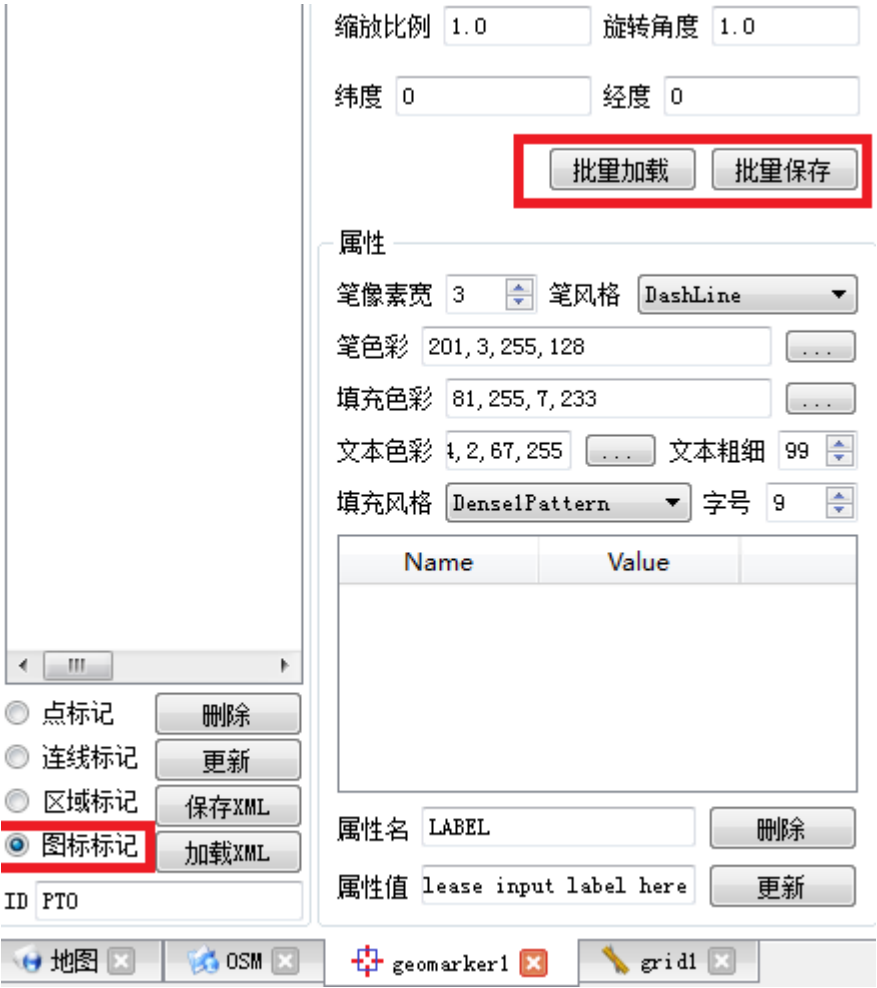 缩放比例 1.0 旋转角度 1.0
纬度 0 经度 0
批量加载 批量保存
属性
笔像素宽 3 笔风格 DashLine
笔色彩 201,3,255,128 ...
填充色彩 81,255,7,233 ...
文本色彩 4,2,67,255 ... 文本粗细 99
填充风格 Dense1Pattern 字号 9
Name Value
点标记 删除
连线标记 更新
区域标记 保存XML
图标标记 加载XML
ID PT0
属性名 LABEL 删除
属性值 lease input label here 更新
地图 OSM geomarker1 grid1